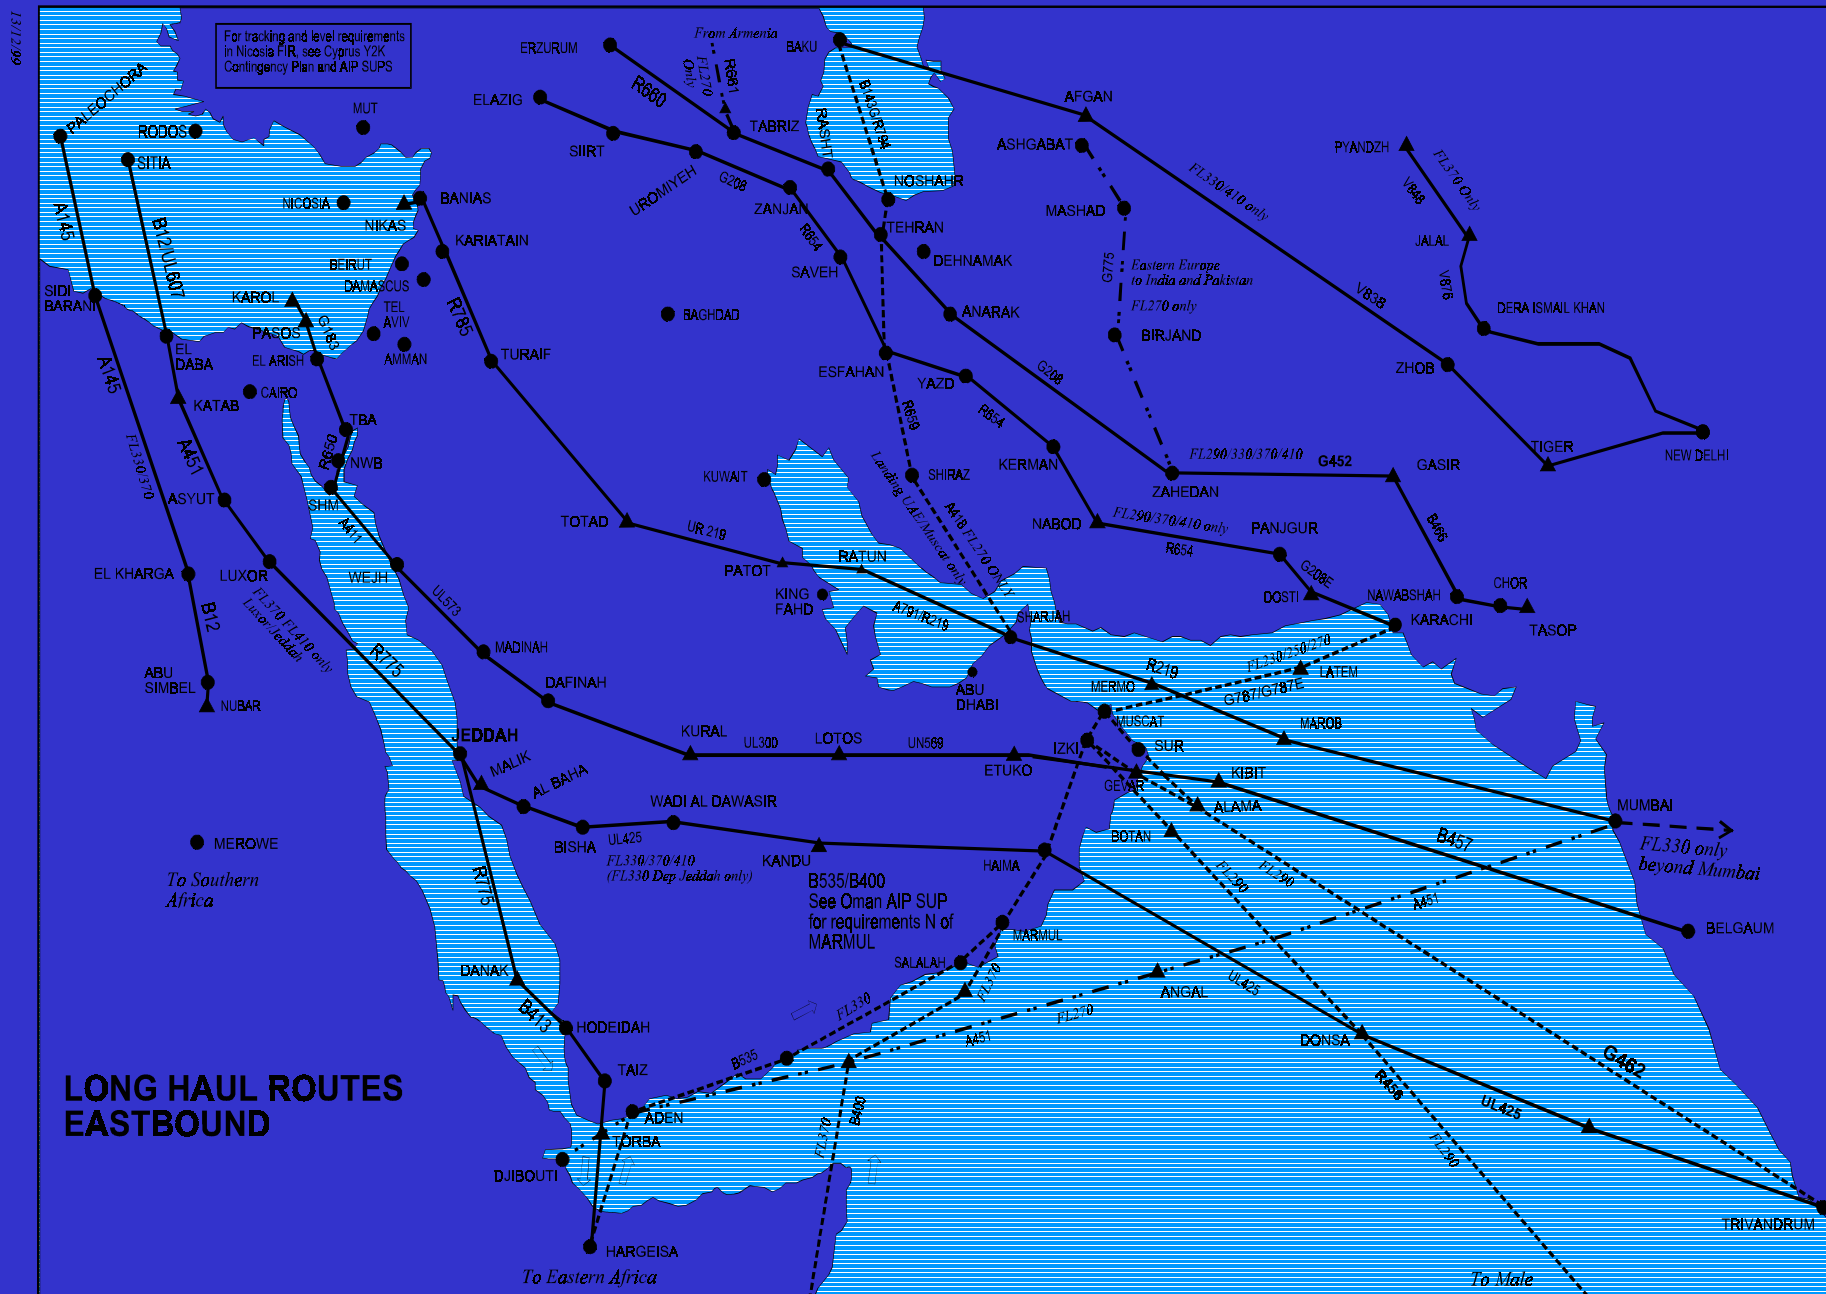 13/12/99
For tracking and level requirements
in Nicosia FIR, see Cyprus Y2K
Contingency Plan and AIP SUPS
PALEOCHORA
RODOS
SITIA
MUT
ERZURUM
ELAZIG
SIIRT
R660
From Armenia
FL270
Only
R661
TABRIZ
UROMIYEH
G208
ZANJAN
R654
SAVEH
BAKU
RASHT
B143G/R794
NOSHAHR
TEHRAN
DEHNAMAK
ANARAK
AFGAN
ASHGABAT
MASHAD
G775
Eastern Europe
to India and Pakistan
FL270 only
BIRJAND
FL330/410 only
V838
PYANDZH
FL370 Only
V848
JALAL
V876
DERA ISMAIL KHAN
ZHOB
TIGER
NEW DELHI
NICOSIA
NIKAS
BANIAS
KARIATAIN
BEIRUT
DAMASCUS
TEL
AVIV
AMMAN
R785
TURAIF
BAGHDAD
A145
B12/UL607
SIDI
BARANI
EL
DABA
KAROL
PASOS
G183
EL ARISH
CAIRO
KATAB
A145
FL330/370
A451
ASYUT
TBA
R650
NWB
SHM
A411
WEJH
EL KHARGA
LUXOR
B12
ABU
SIMBEL
NUBAR
FL370 FL410 only
Luxor/Jeddah
R775
UL573
MADINAH
DAFINAH
KURAL
UL300
LOTOS
UN569
ETUKO
TOTAD
UR 219
PATOT
RATUN
KUWAIT
KING
FAHD
A791/R219
ESFAHAN
YAZD
R659
R654
SHIRAZ
KERMAN
Landing UAE/Muscat only
A418 FL270 ONLY
SHARJAH
ABU
DHABI
G208
ZAHEDAN
FL290/330/370/410
G452
GASIR
B466
NABOD
FL290/370/410 only
R654
PANJGUR
G208E
DOSTI
NAWABSHAH
CHOR
TASOP
KARACHI
FL230/250/270
LATEM
G787/G787E
R219
MERMO
MUSCAT
MAROB
IZKI
SUR
GEVAR
KIBIT
ALAMA
BOTAN
MUMBAI
FL330 only
beyond Mumbai
B457
BELGAUM
JEDDAH
MALIK
AL BAHA
BISHA
UL425
WADI AL DAWASIR
FL330/370/410
(FL330 Dep Jeddah only)
KANDU
HAIMA
B535/B400
See Oman AIP SUP
for requirements N of
MARMUL
MARMUL
SALALAH
FL370
FL330
FL290
FL290
A451
ANGAL
UL425
FL270
A451
DONSA
G462
R456
UL425
FL290
MEROWE
To Southern
Africa
R775
DANAK
B413
HODEIDAH
TAIZ
B535
ADEN
TORBA
DJIBOUTI
HARGEISA
FL370
B400
LONG HAUL ROUTES
EASTBOUND
TRIVANDRUM
To Eastern Africa
To Male